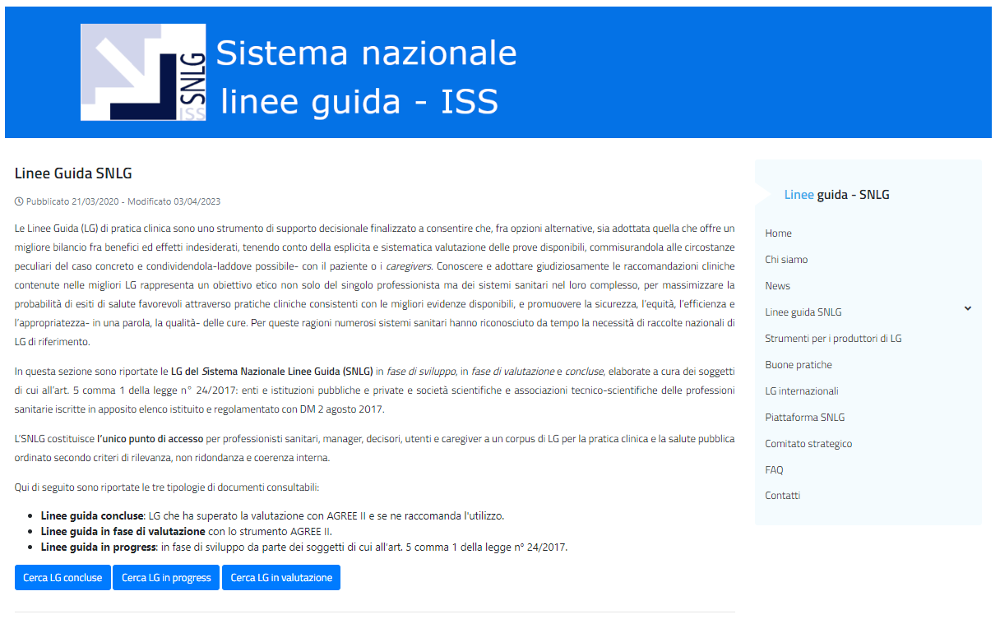 SNLG
ISS
Sistema nazionale
linee guida - ISS
Linee Guida SNLG
Pubblicato 21/03/2020 - Modificato 03/04/2023
Le Linee Guida (LG) di pratica clinica sono uno strumento di supporto decisionale finalizzato a consentire che, fra opzioni alternative, sia adottata quella che offre un
migliore bilancio fra benefici ed effetti indesiderati, tenendo conto della esplicita e sistematica valutazione delle prove disponibili, commisurandola alle circostanze
peculiari del caso concreto e condividendola-laddove possibile- con il paziente o i caregivers. Conoscere e adottare giudiziosamente le raccomandazioni cliniche
contenute nelle migliori LG rappresenta un obiettivo etico non solo del singolo professionista ma dei sistemi sanitari nel loro complesso, per massimizzare la
probabilità di esiti di salute favorevoli attraverso pratiche cliniche consistenti con le migliori evidenze disponibili, e promuovere la sicurezza, l'equità, l'efficienza e
l'appropriatezza- in una parola, la qualità- delle cure. Per queste ragioni numerosi sistemi sanitari hanno riconosciuto da tempo la necessità di raccolte nazionali di
LG di riferimento.
In questa sezione sono riportate le LG del Sistema Nazionale Linee Guida (SNLG) in fase di sviluppo, in fase di valutazione e concluse, elaborate a cura dei soggetti
di cui all'art. 5 comma 1 della legge n° 24/2017: enti e istituzioni pubbliche e private e società scientifiche e associazioni tecnico-scientifiche delle professioni
sanitarie iscritte in apposito elenco istituito e regolamentato con DM 2 agosto 2017.
L'SNLG costituisce l'unico punto di accesso per professionisti sanitari, manager, decisori, utenti e caregiver a un corpus di LG per la pratica clinica e la salute pubblica
ordinato secondo criteri di rilevanza, non ridondanza e coerenza interna.
Qui di seguito sono riportate le tre tipologie di documenti consultabili:
• Linee guida concluse: LG che ha superato la valutazione con AGREE II e se ne raccomanda l'utilizzo.
• Linee guida in fase di valutazione con lo strumento AGREE II.
• Linee guida in progress: in fase di sviluppo da parte dei soggetti di cui all'art. 5 comma 1 della legge n° 24/2017.
Cerca LG concluse
Cerca LG in progress
Cerca LG in valutazione
Linee guida - SNLG
Home
Chi siamo
News
Linee guida SNLG
Strumenti per i produttori di LG
Buone pratiche
LG internazionali
Piattaforma SNLG
Comitato strategico
FAQ
Contatti